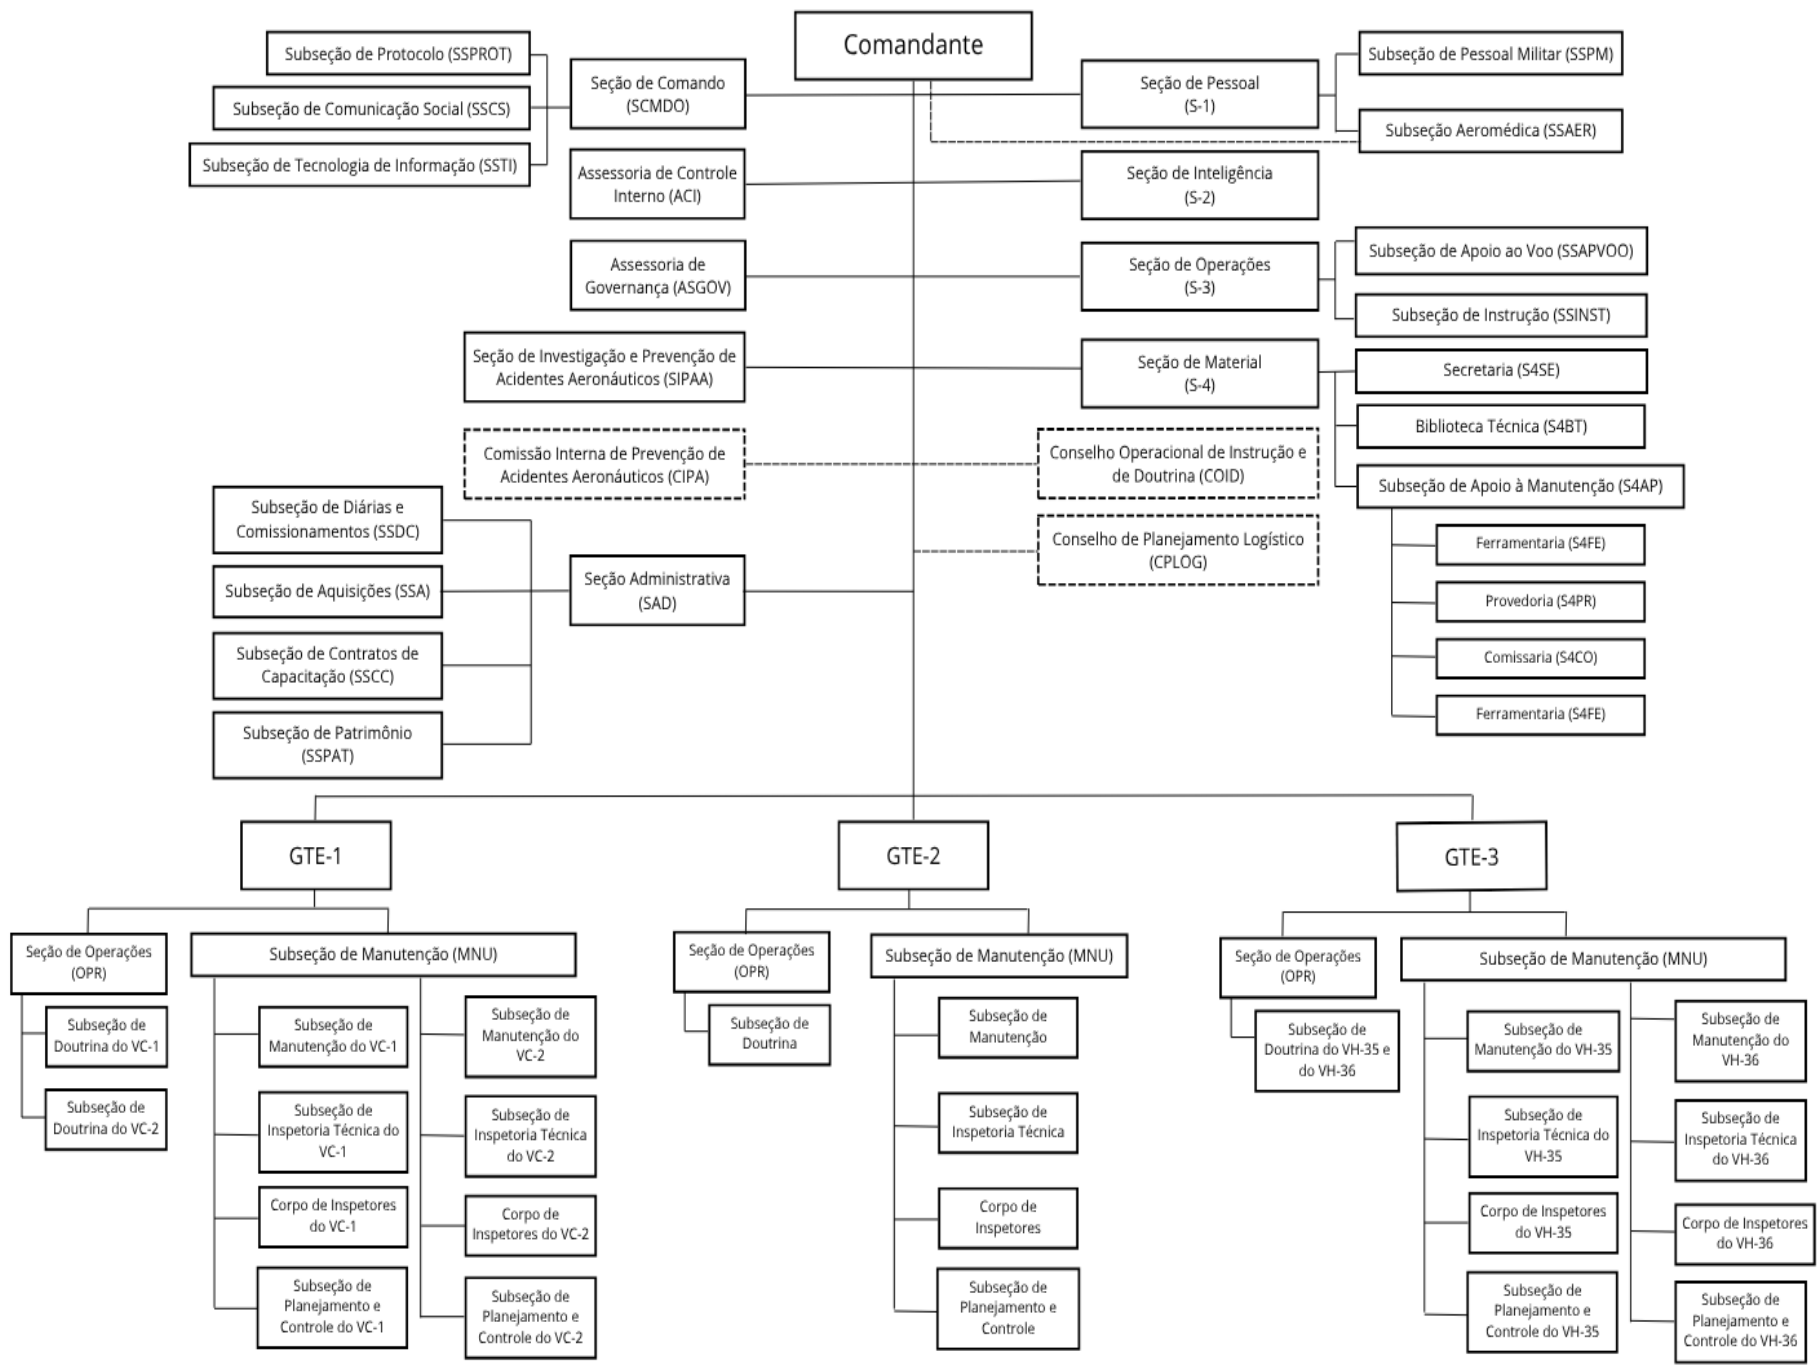 Comandante
Subseção de Protocolo (SSPROT)
Subseção de Comunicação Social (SSCS)
Subseção de Tecnologia de Informação (SSTI)
Seção de Comando
(SCMDO)
Seção de Pessoal
(S-1)
Subseção de Pessoal Militar (SSPM)
Subseção Aeromédica (SSAER)
Assessoria de Controle
Interno (ACI)
Seção de Inteligência
(S-2)
Assessoria de
Governança (ASGOV)
Seção de Operações
(S-3)
Subseção de Apoio ao Voo (SSAPVOO)
Subseção de Instrução (SSINST)
Seção de Investigação e Prevenção de
Acidentes Aeronáuticos (SIPAA)
Seção de Material
(S-4)
Secretaria (S4SE)
Biblioteca Técnica (S4BT)
Subseção de Apoio à Manutenção (S4AP)
Ferramentaria (S4FE)
Provedoria (S4PR)
Comissaria (S4CO)
Ferramentaria (S4FE)
Comissão Interna de Prevenção de
Acidentes Aeronáuticos (CIPA)
Conselho Operacional de Instrução e
de Doutrina (COID)
Conselho de Planejamento Logístico
(CPLOG)
Subseção de Diárias e
Comissionamentos (SSDC)
Subseção de Aquisições (SSA)
Subseção de Contratos de
Capacitação (SSCC)
Subseção de Patrimônio
(SSPAT)
Seção Administrativa
(SAD)
GTE-1
GTE-2
GTE-3
Seção de Operações
(OPR)
Subseção de
Doutrina do VC-1
Subseção de
Doutrina do VC-2
Subseção de Manutenção (MNU)
Subseção de
Manutenção do VC-1
Subseção de
Inspetoria Técnica do
VC-1
Corpo de Inspetores
do VC-1
Subseção de
Planejamento e
Controle do VC-1
Subseção de
Manutenção do
VC-2
Subseção de
Inspetoria Técnica
do VC-2
Corpo de
Inspetores do VC-2
Subseção de
Planejamento e
Controle do VC-2
Seção de Operações
(OPR)
Subseção de
Doutrina
Subseção de Manutenção (MNU)
Subseção de
Manutenção
Subseção de
Inspetoria Técnica
Corpo de
Inspetores
Subseção de
Planejamento e
Controle
Seção de Operações
(OPR)
Subseção de
Doutrina do VH-35 e
do VH-36
Subseção de Manutenção (MNU)
Subseção de
Manutenção do VH-35
Subseção de
Inspetoria Técnica do
VH-35
Corpo de Inspetores
do VH-35
Subseção de
Planejamento e
Controle do VH-35
Subseção de
Manutenção do
VH-36
Subseção de
Inspetoria Técnica
do VH-36
Corpo de Inspetores
do VH-36
Subseção de
Planejamento e
Controle do VH-36